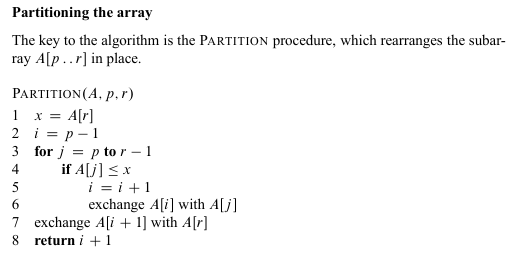 Partitioning the array
The key to the algorithm is the PARTITION procedure, which rearranges the subar-
ray A[p . . r] in place.
PARTITION(A, p, r)
1 x = A[r]
2 i = p − 1
3 for j = p to r − 1
4 if A[j] ≤ x
5 i = i + 1
6 exchange A[i] with A[j]
7 exchange A[i + 1] with A[r]
8 return i + 1